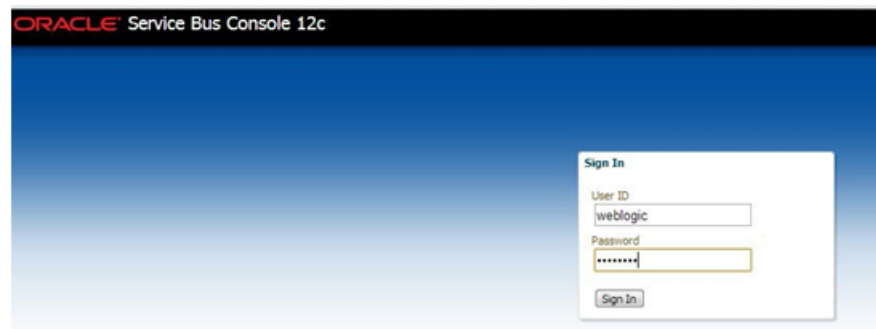 ORACLE® Service Bus Console 12c
Sign In
User ID
weblogic
Password
••••••••
Sign In